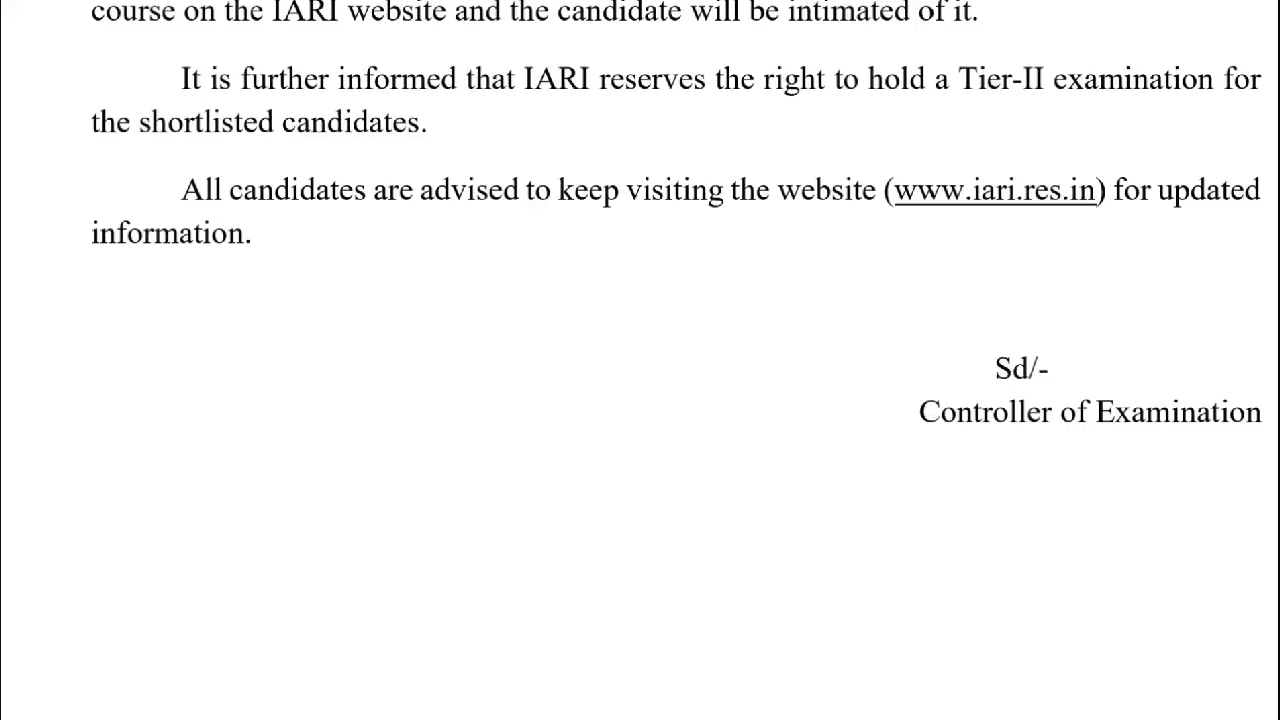 course on the IARI website and the candidate will be intimated of it.
It is further informed that IARI reserves the right to hold a Tier-II examination for
the shortlisted candidates.
All candidates are advised to keep visiting the website (www.iari.res.in) for updated
information.
Sd/-
Controller of Examination